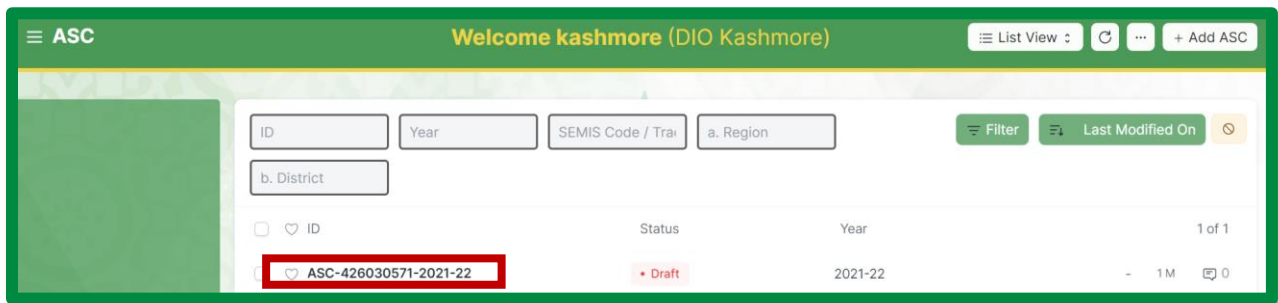 ASC Welcome kashmore (DIO Kashmore) List View ... + Add ASC
ID Year SEMIS Code / Tra a. Region Filter Last Modified On
b. District
ID Status Year 1 of 1
ASC-426030571-2021-22 • Draft 2021-22 - 1 M 0